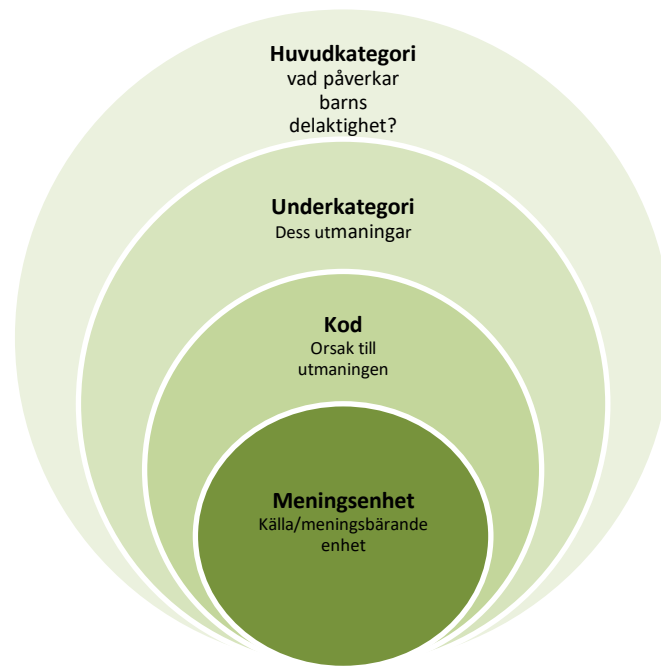 Huvudkategori
vad påverkar
barns
delaktighet?
Underkategori
Dess utmaningar
Kod
Orsak till
utmaningen
Meningsenhet
Källa/meningsbärande
enhet